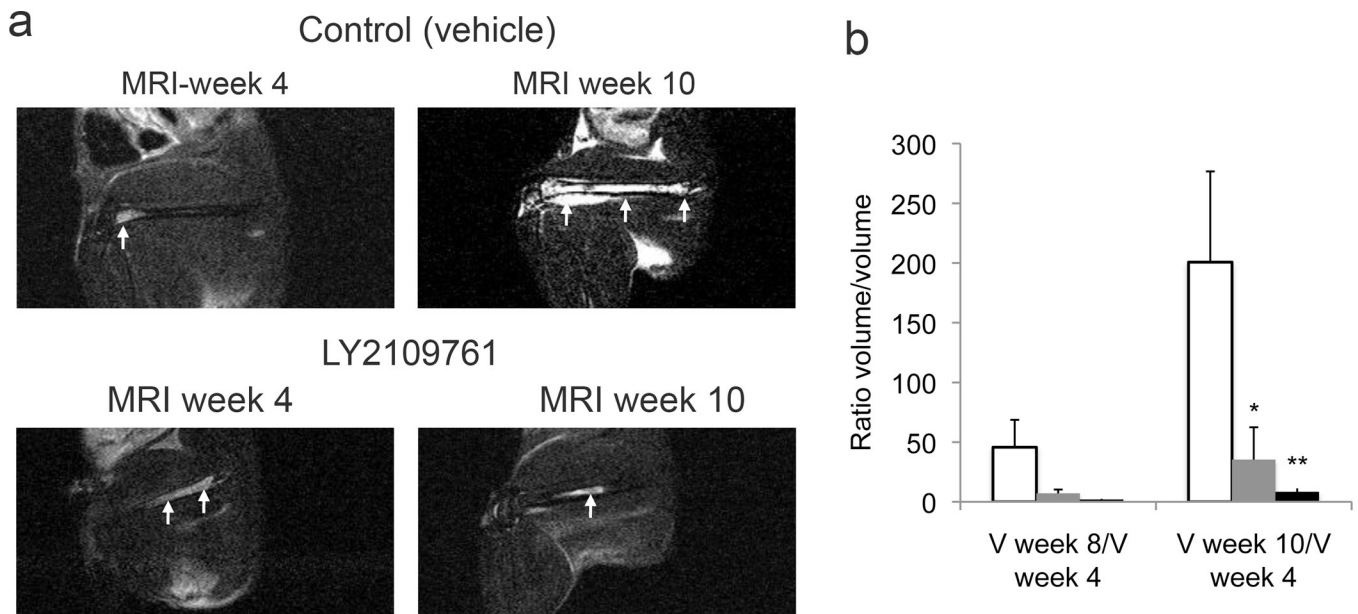 a
Control (vehicle)
MRI-week 4
MRI week 10
LY2109761
MRI week 4
MRI week 10
b
Ratio volume/volume
300
250
200
150
100
50
0
*
**
V week 8/V
week 4
V week 10/V
week 4